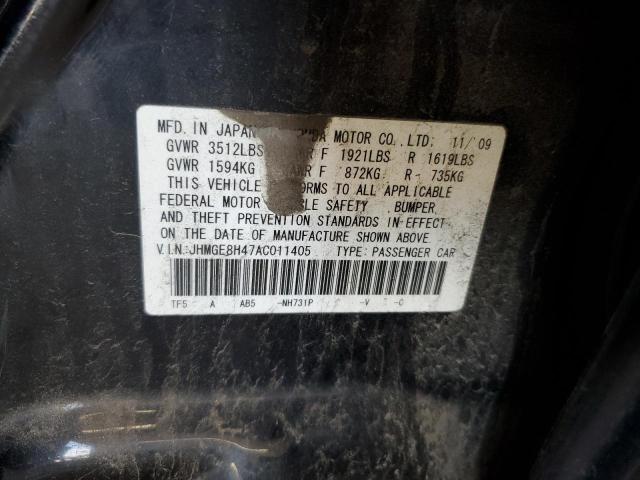 MFD. IN JAPAN MOTOR CO., LTD. 11/09
GVWR 3512LBS F 1921LBS R 1619LBS
GVWR 1594KG F 872KG R- 735KG
THIS VEHICLE TO ALL APPLICABLE
FEDERAL MOTOR SAFETY , BUMPER
AND THEFT PREVENTION STANDARDS IN EFFECT
ON THE DATE OF MANUFACTURE SHOWN ABOVE.
V.I.N.:JHMGE8H47AC011405 TYPE: PASSENGER CAR
TF5 A AB5 -NH731P -V -C